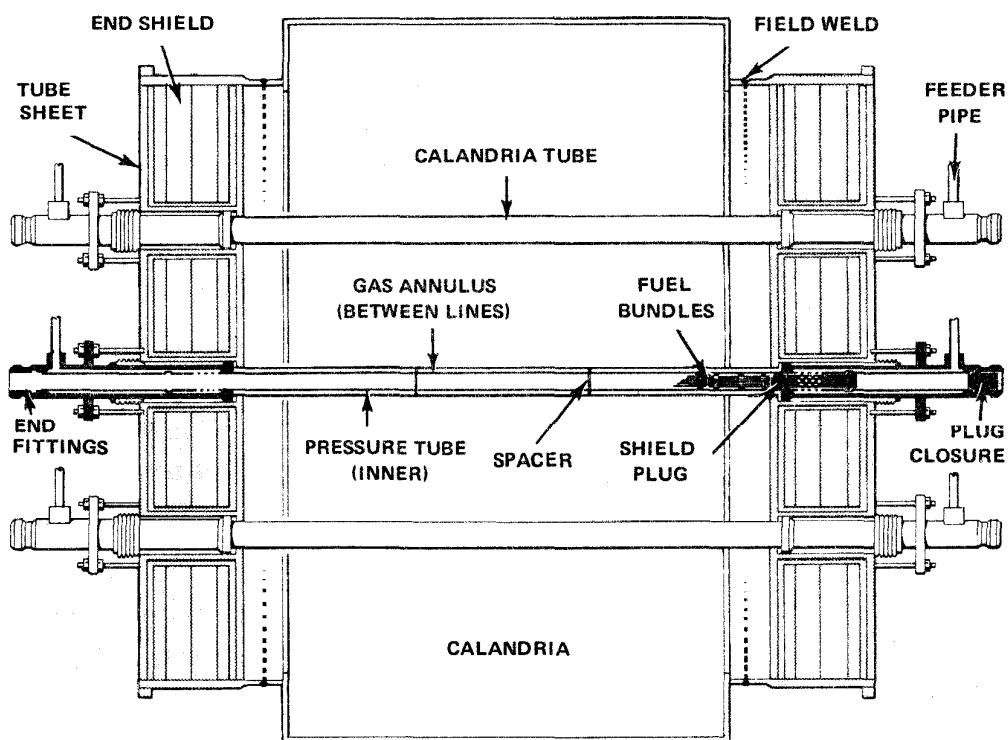 END SHIELD
FIELD WELD
TUBE
SHEET
FEEDER
PIPE
CALANDRIA TUBE
GAS ANNULUS
(BETWEEN LINES)
FUEL
BUNDLES
END
FITTINGS
PRESSURE TUBE
(INNER)
SPACER
SHIELD
PLUG
PLUG
CLOSURE
CALANDRIA